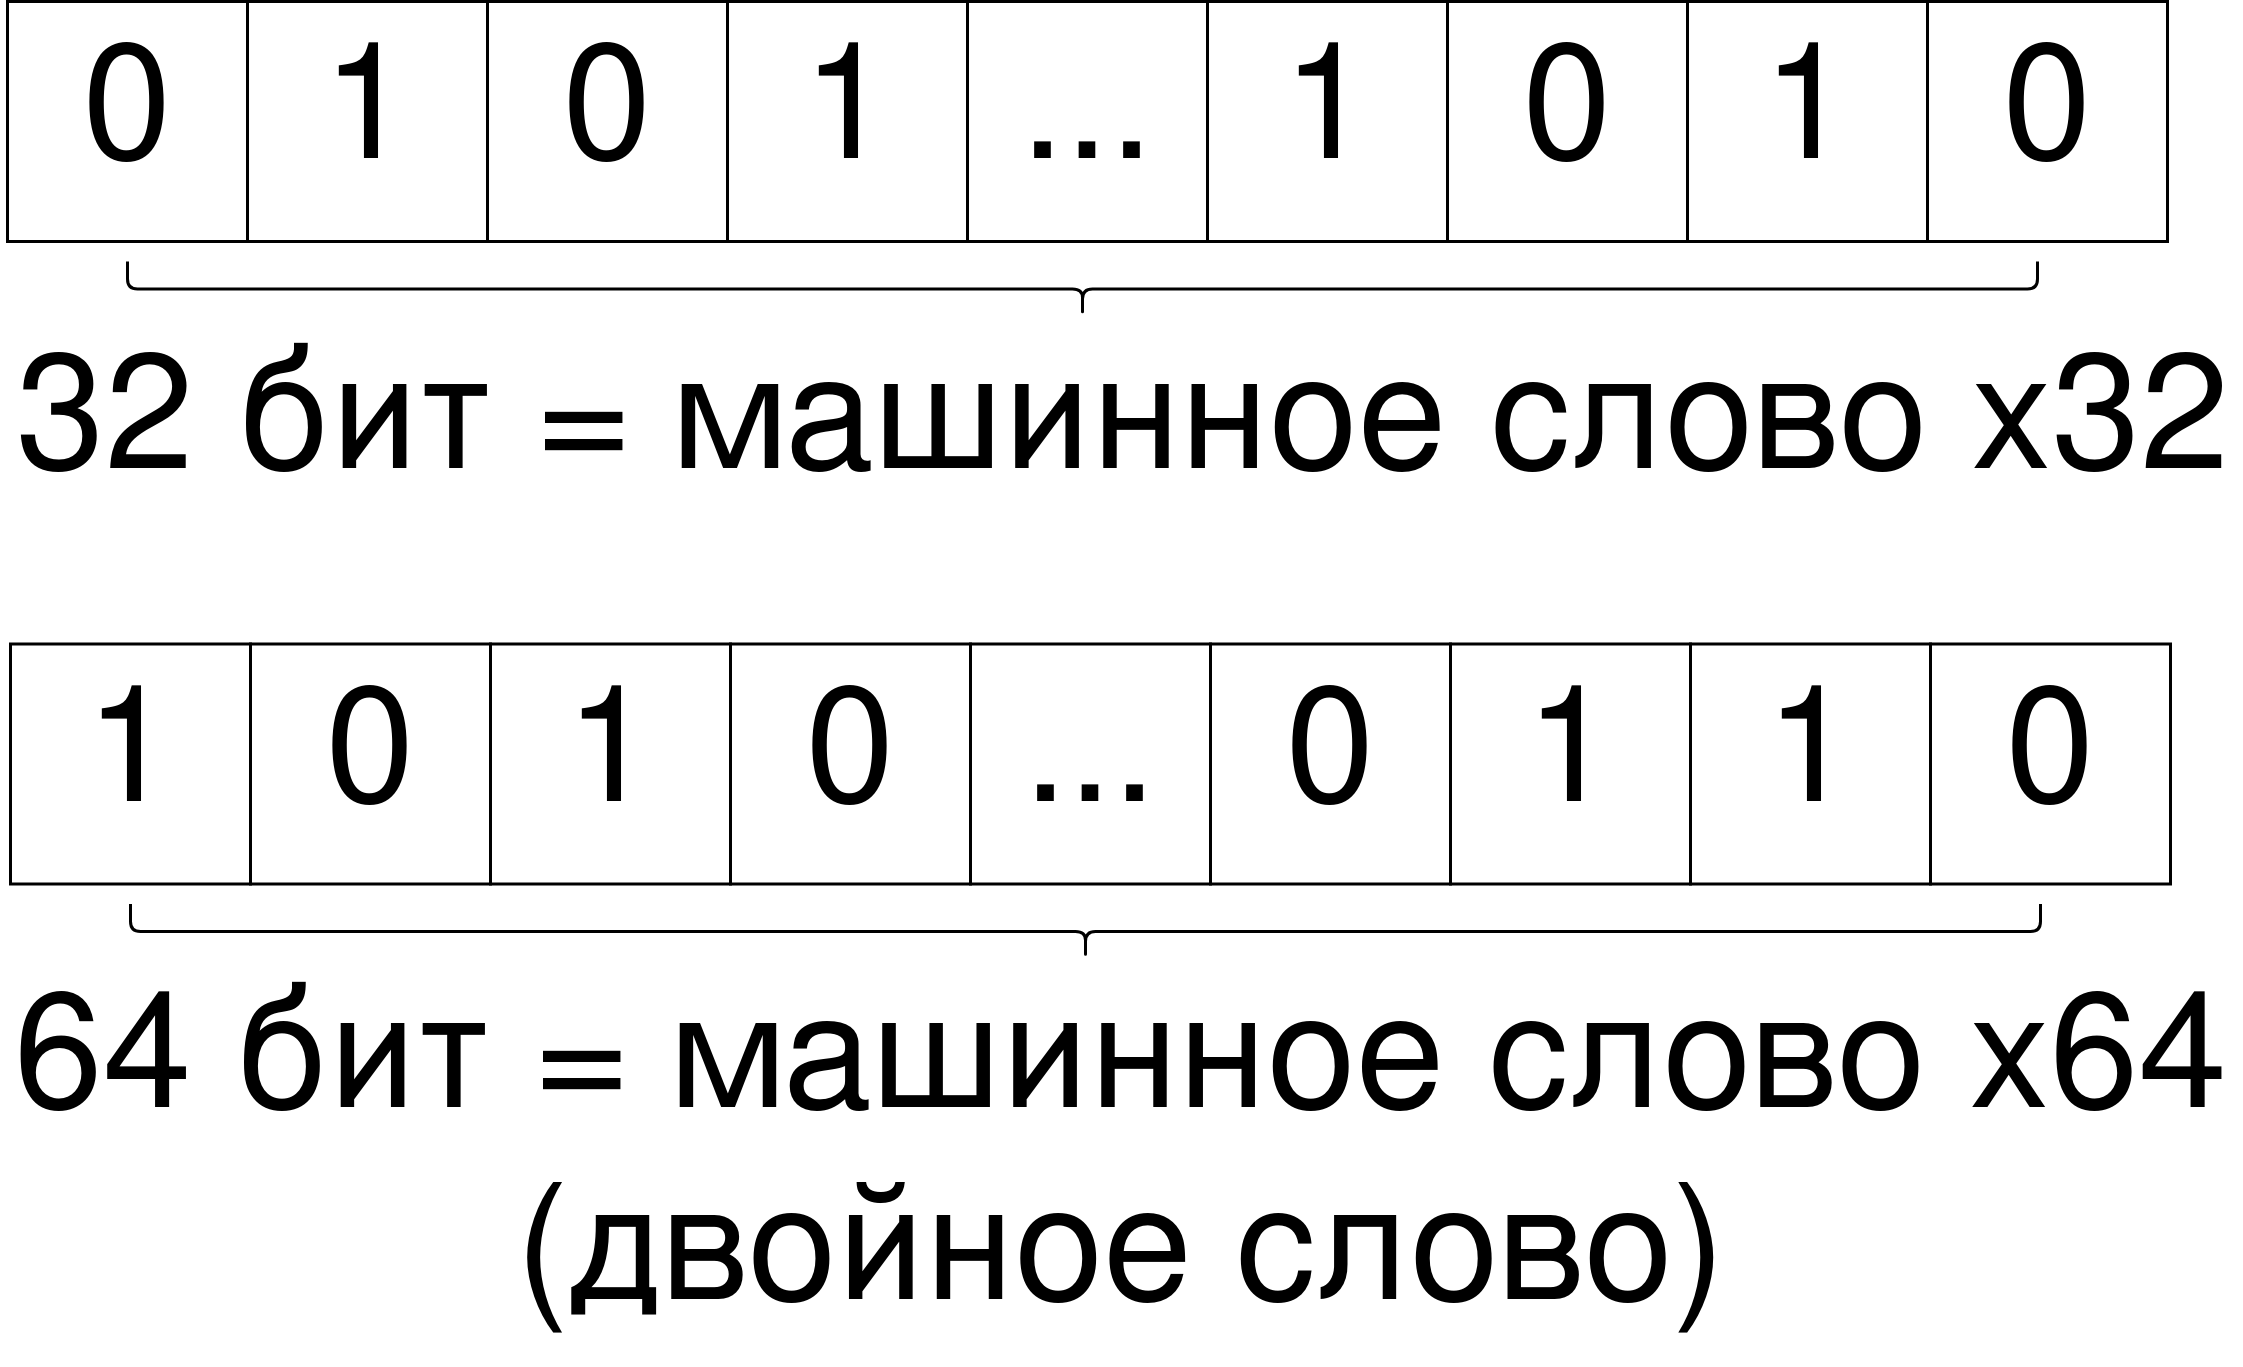 0 1 0 1 ... 1 0 1 0
32 бит = машинное слово x32
1 0 1 0 ... 0 1 1 0
64 бит = машинное слово x64
(двойное слово)